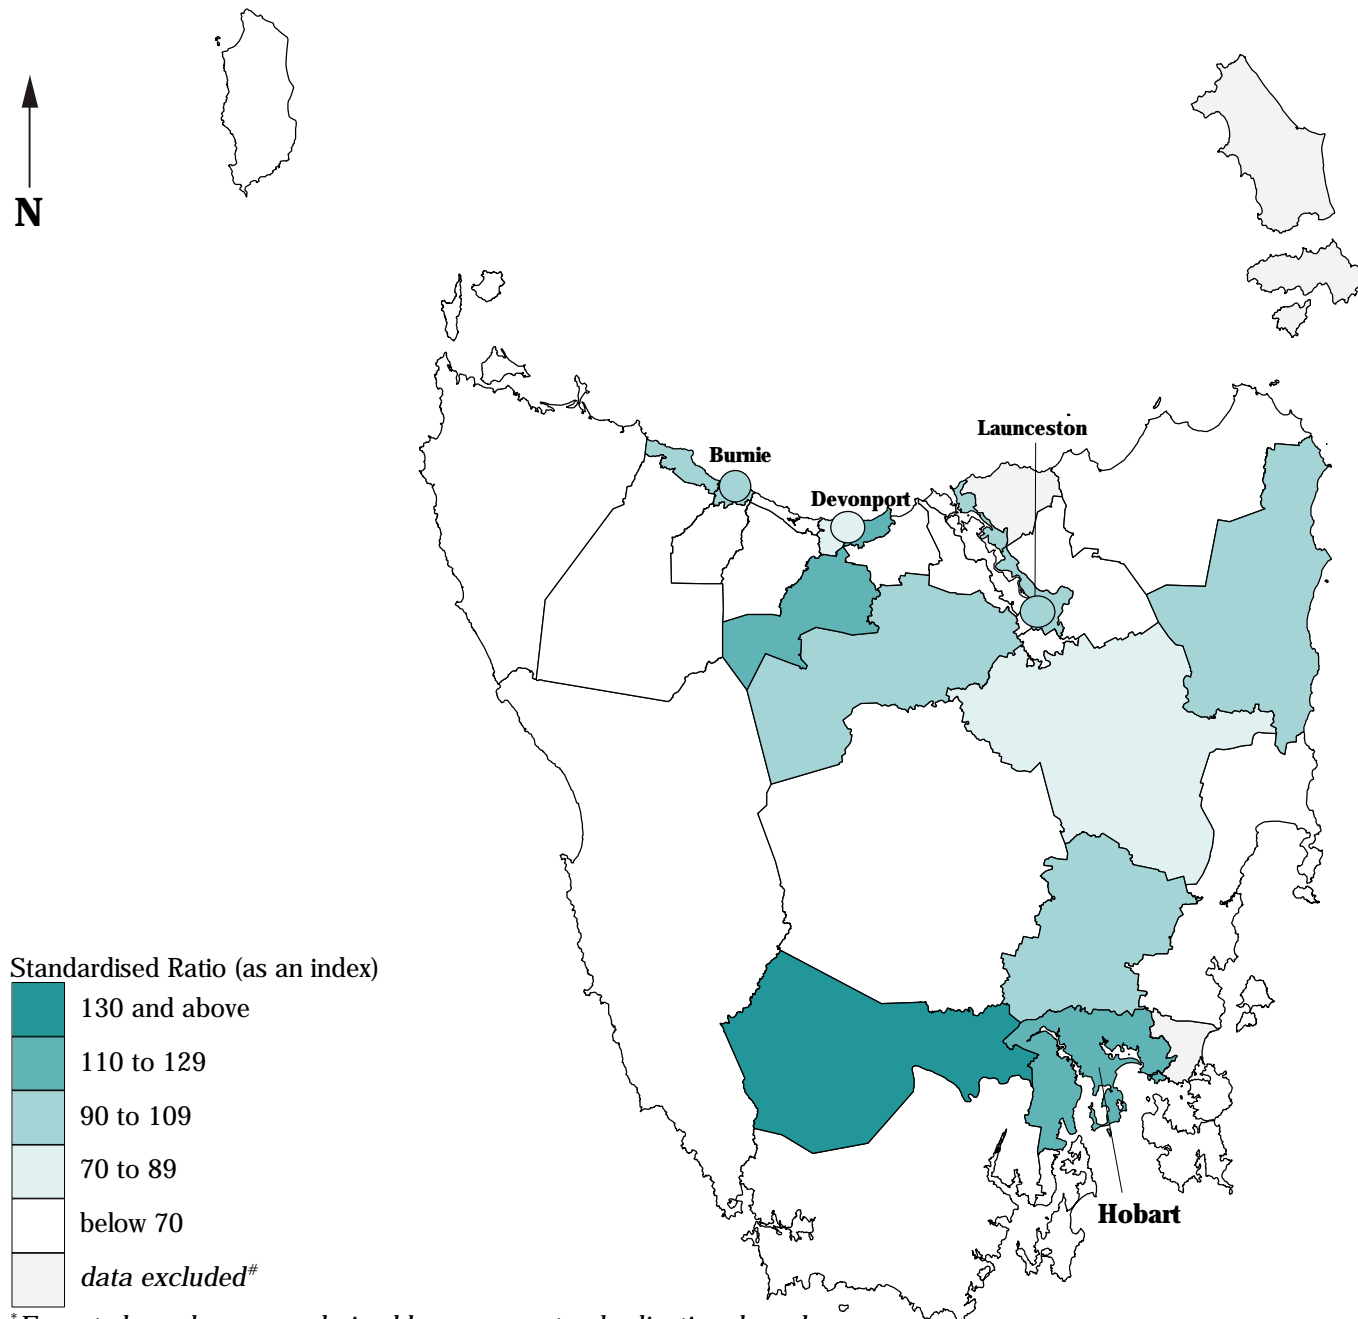 N
Launceston
Burnie
Devonport
Standardised Ratio (as an index)
130 and above
110 to 129
90 to 109
70 to 89
below 70
data excluded#
Hobart